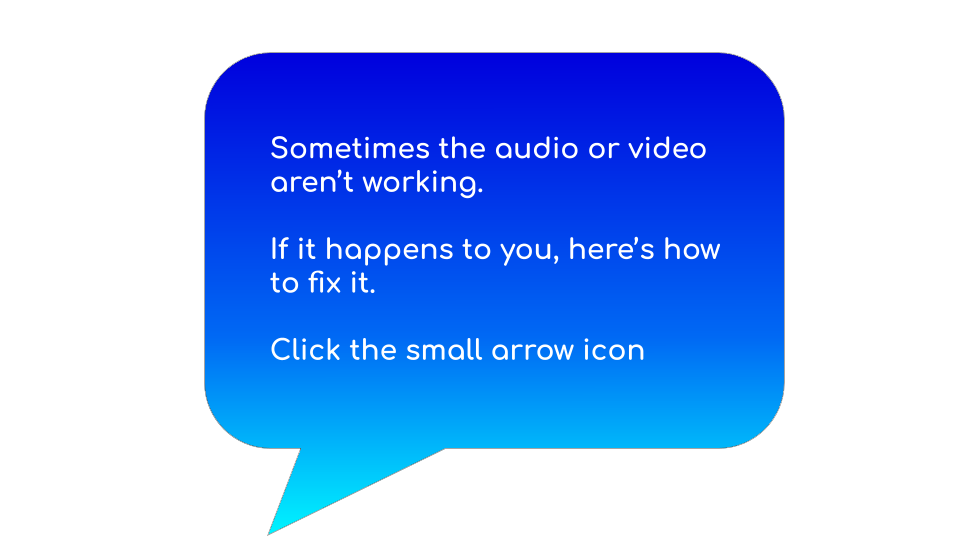 Sometimes the audio or video
aren’t working.
If it happens to you, here’s how
to fix it.
Click the small arrow icon